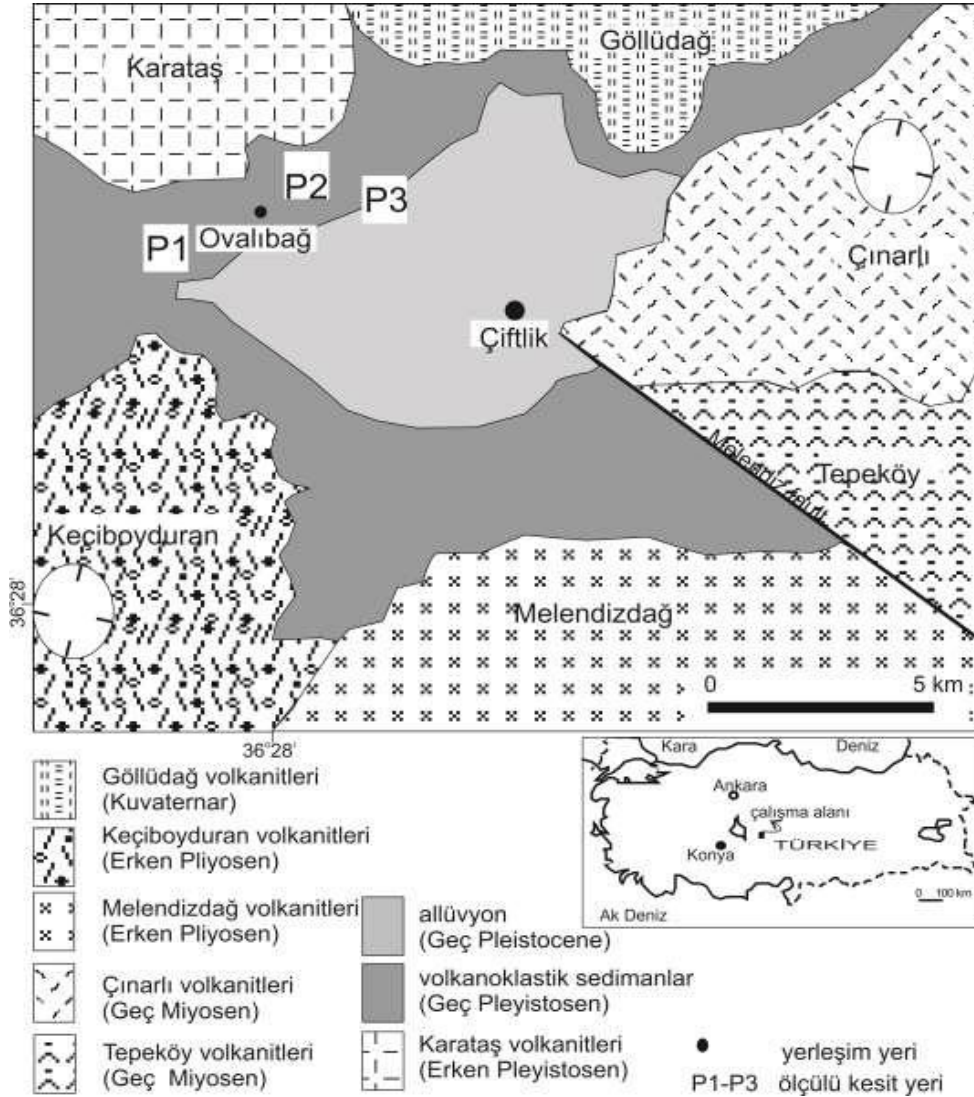 Göllüdağ
Karataş
P2
P3
P1
Ovalıbağ
Çınarlı
Çiftlik
Melendiz fayı
Tepeköy
Keçiboyduran
36°28'
Melendizdağ
0 5 km
36°28'
Göllüdağ volkanitleri
(Kuvaternar)
Keçiboyduran volkanitleri
(Erken Pliyosen)
Melendizdağ volkanitleri
(Erken Pliyosen)
Çınarlı volkanitleri
(Geç Miyosen)
Tepeköy volkanitleri
(Geç Miyosen)
allüvyon
(Geç Pleistocene)
volkanoklastik sedimanlar
(Geç Pleyistosen)
Karataş volkanitleri
(Erken Pleyistosen)
Kara Deniz
Ankara
çalışma alanı
Konya
TÜRKİYE
0 100 km
Ak Deniz
yerleşim yeri
P1-P3 ölçülü kesit yeri